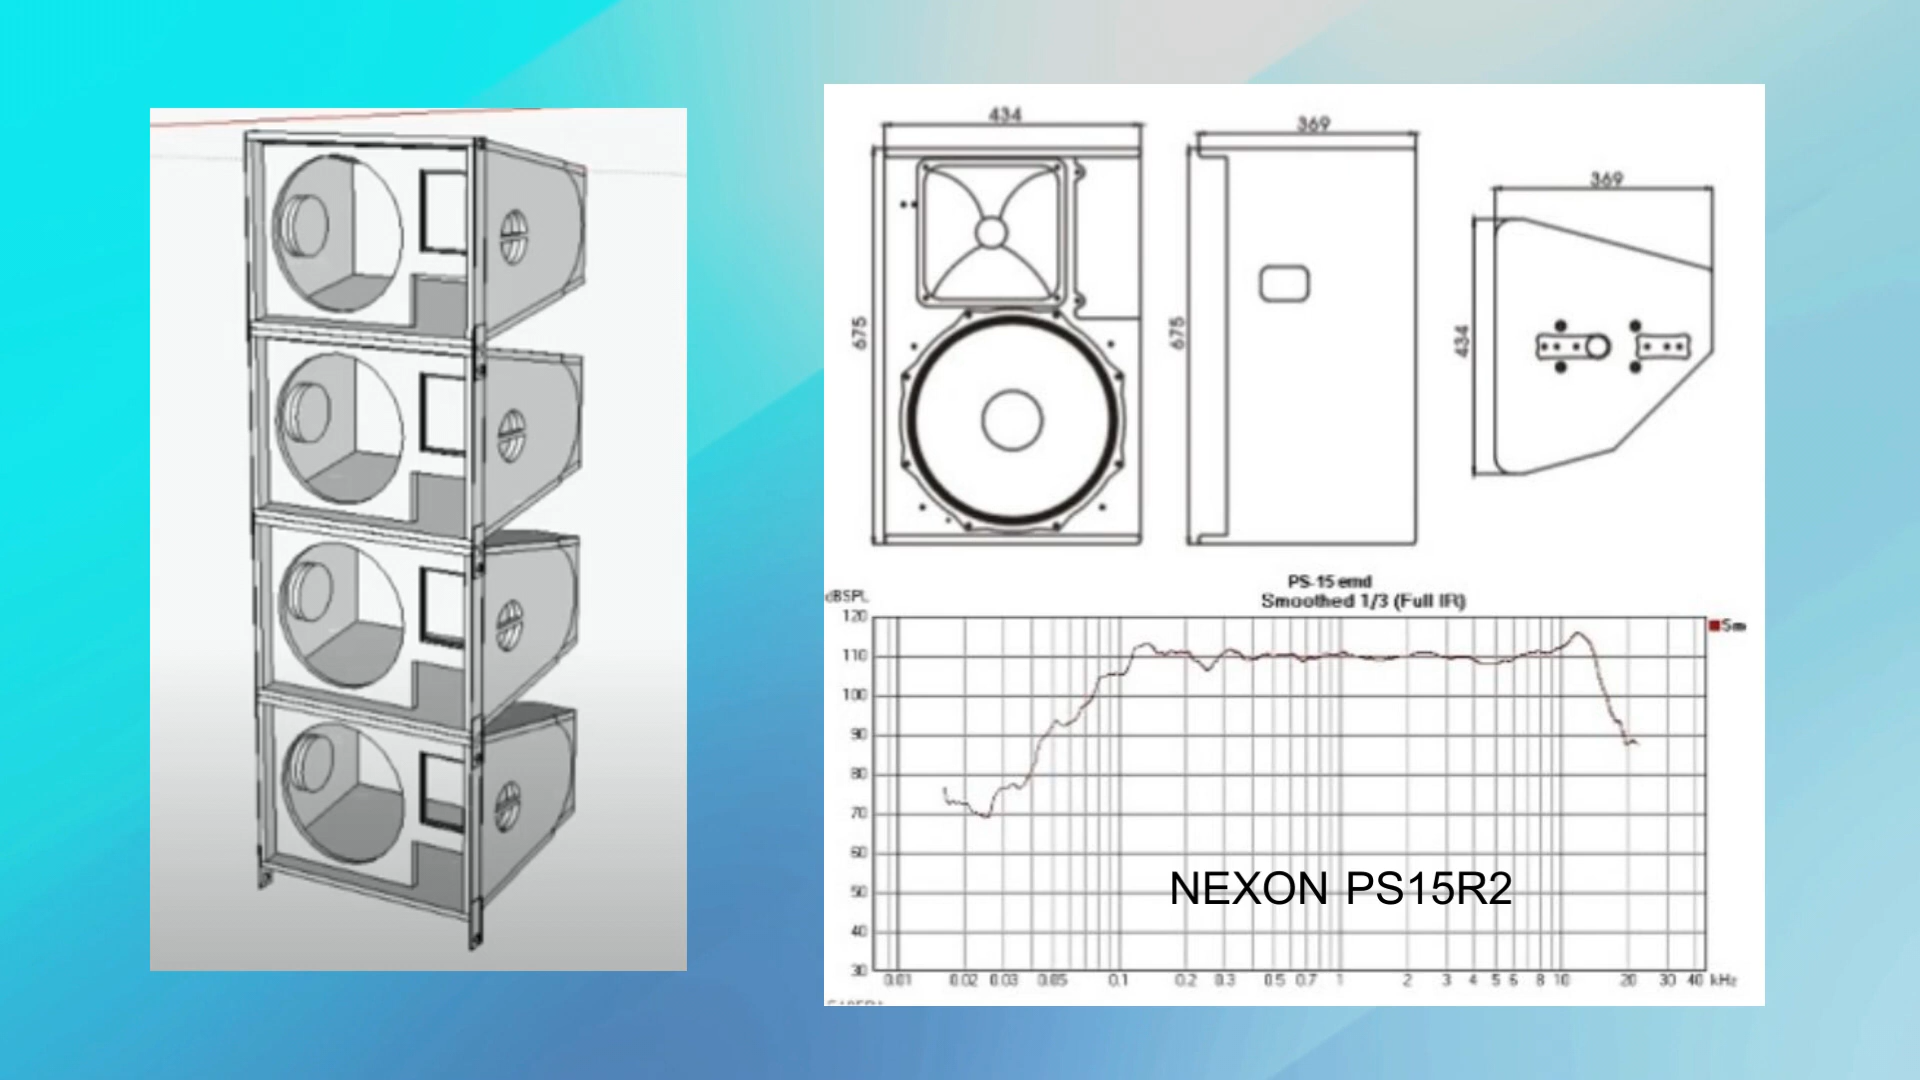 434
369
369
675
675
434
PS-15 emd
Smoothed 1/3 (Full IR)
dBSPL
120
5m
110
100
90
80
70
60
NEXON PS15R2
50
40
30
0.01 0.02 0.03 0.05 0.1 0.2 0.3 0.5 0.7 1 2 3 4 5 6 8 10 20 30 40 kHz